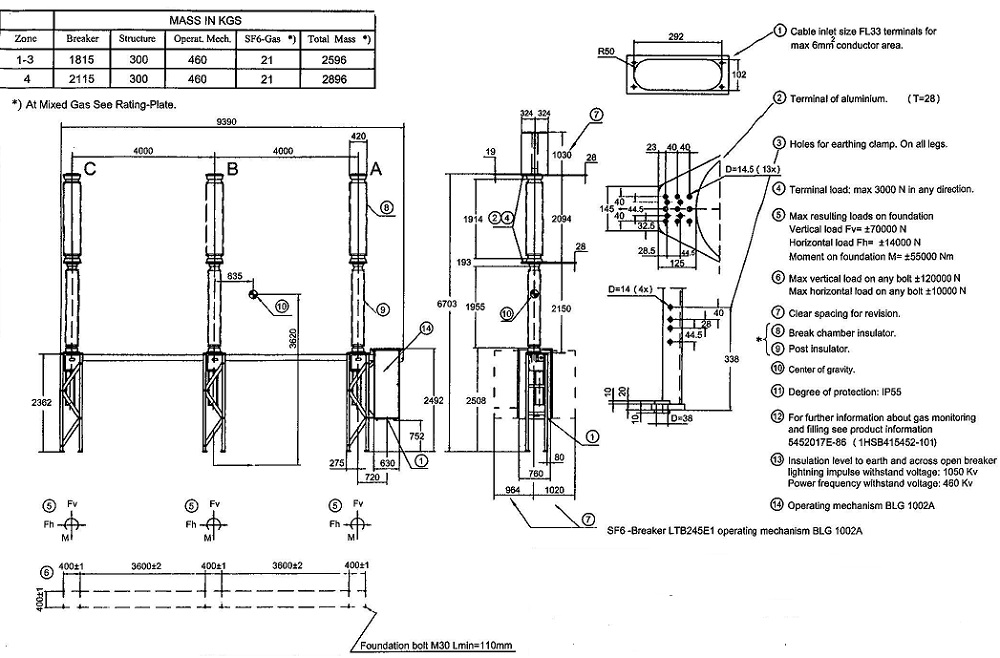 MASS IN KGS
Zone Breaker Structure Operat. Mech. SF6-Gas *) Total Mass *)
1-3 1815 300 460 21 2596
4 2115 300 460 21 2896
*) At Mixed Gas See Rating-Plate.
9390
420
4000 4000
C B A
8
835
10
9
3620
14
2362
2492
752
1
275 630
720
5 Fv
Fh
M
5 Fv
Fh
M
5 Fv
Fh
M
6 400±1 3600±2 400±1 3600±2 400±1
400±1
Foundation bolt M30 Lmin=110mm
324 324
7
1030
19
28
1914
2 4
2094
28
193
6703
1955
10
2150
2508
1
80
760
964 1020
7
SF6 -Breaker LTB245E1 operating mechanism BLG 1002A
292
R50
102
23 40 40
D=14.5 ( 13x)
40
145 44.5
40
32.5
28.5 44.5
125
D=14 (4x)
40
28
44.5
338
10 20
10
D=38
1 Cable inlet size FL33 terminals for
max 6mm2 conductor area.
2 Terminal of aluminium. (T=28)
3 Holes for earthing clamp. On all legs.
4 Terminal load: max 3000 N in any direction.
5 Max resulting loads on foundation
Vertical load Fv= ±70000 N
Horizontal load Fh= ±14000 N
Moment on foundation M= ±55000 Nm
6 Max vertical load on any bolt ±120000 N
Max horizontal load on any bolt ±10000 N
7 Clear spacing for revision.
* 8 Break chamber insulator.
9 Post insulator.
10 Center of gravity.
11 Degree of protection: IP55
12 For further information about gas monitoring
and filling see product information
5452017E-86 ( 1HSB415452-101)
13 Insulation level to earth and across open breaker
lightning impulse withstand voltage: 1050 Kv
Power frequency withstand voltage: 460 Kv
14 Operating mechanism BLG 1002A